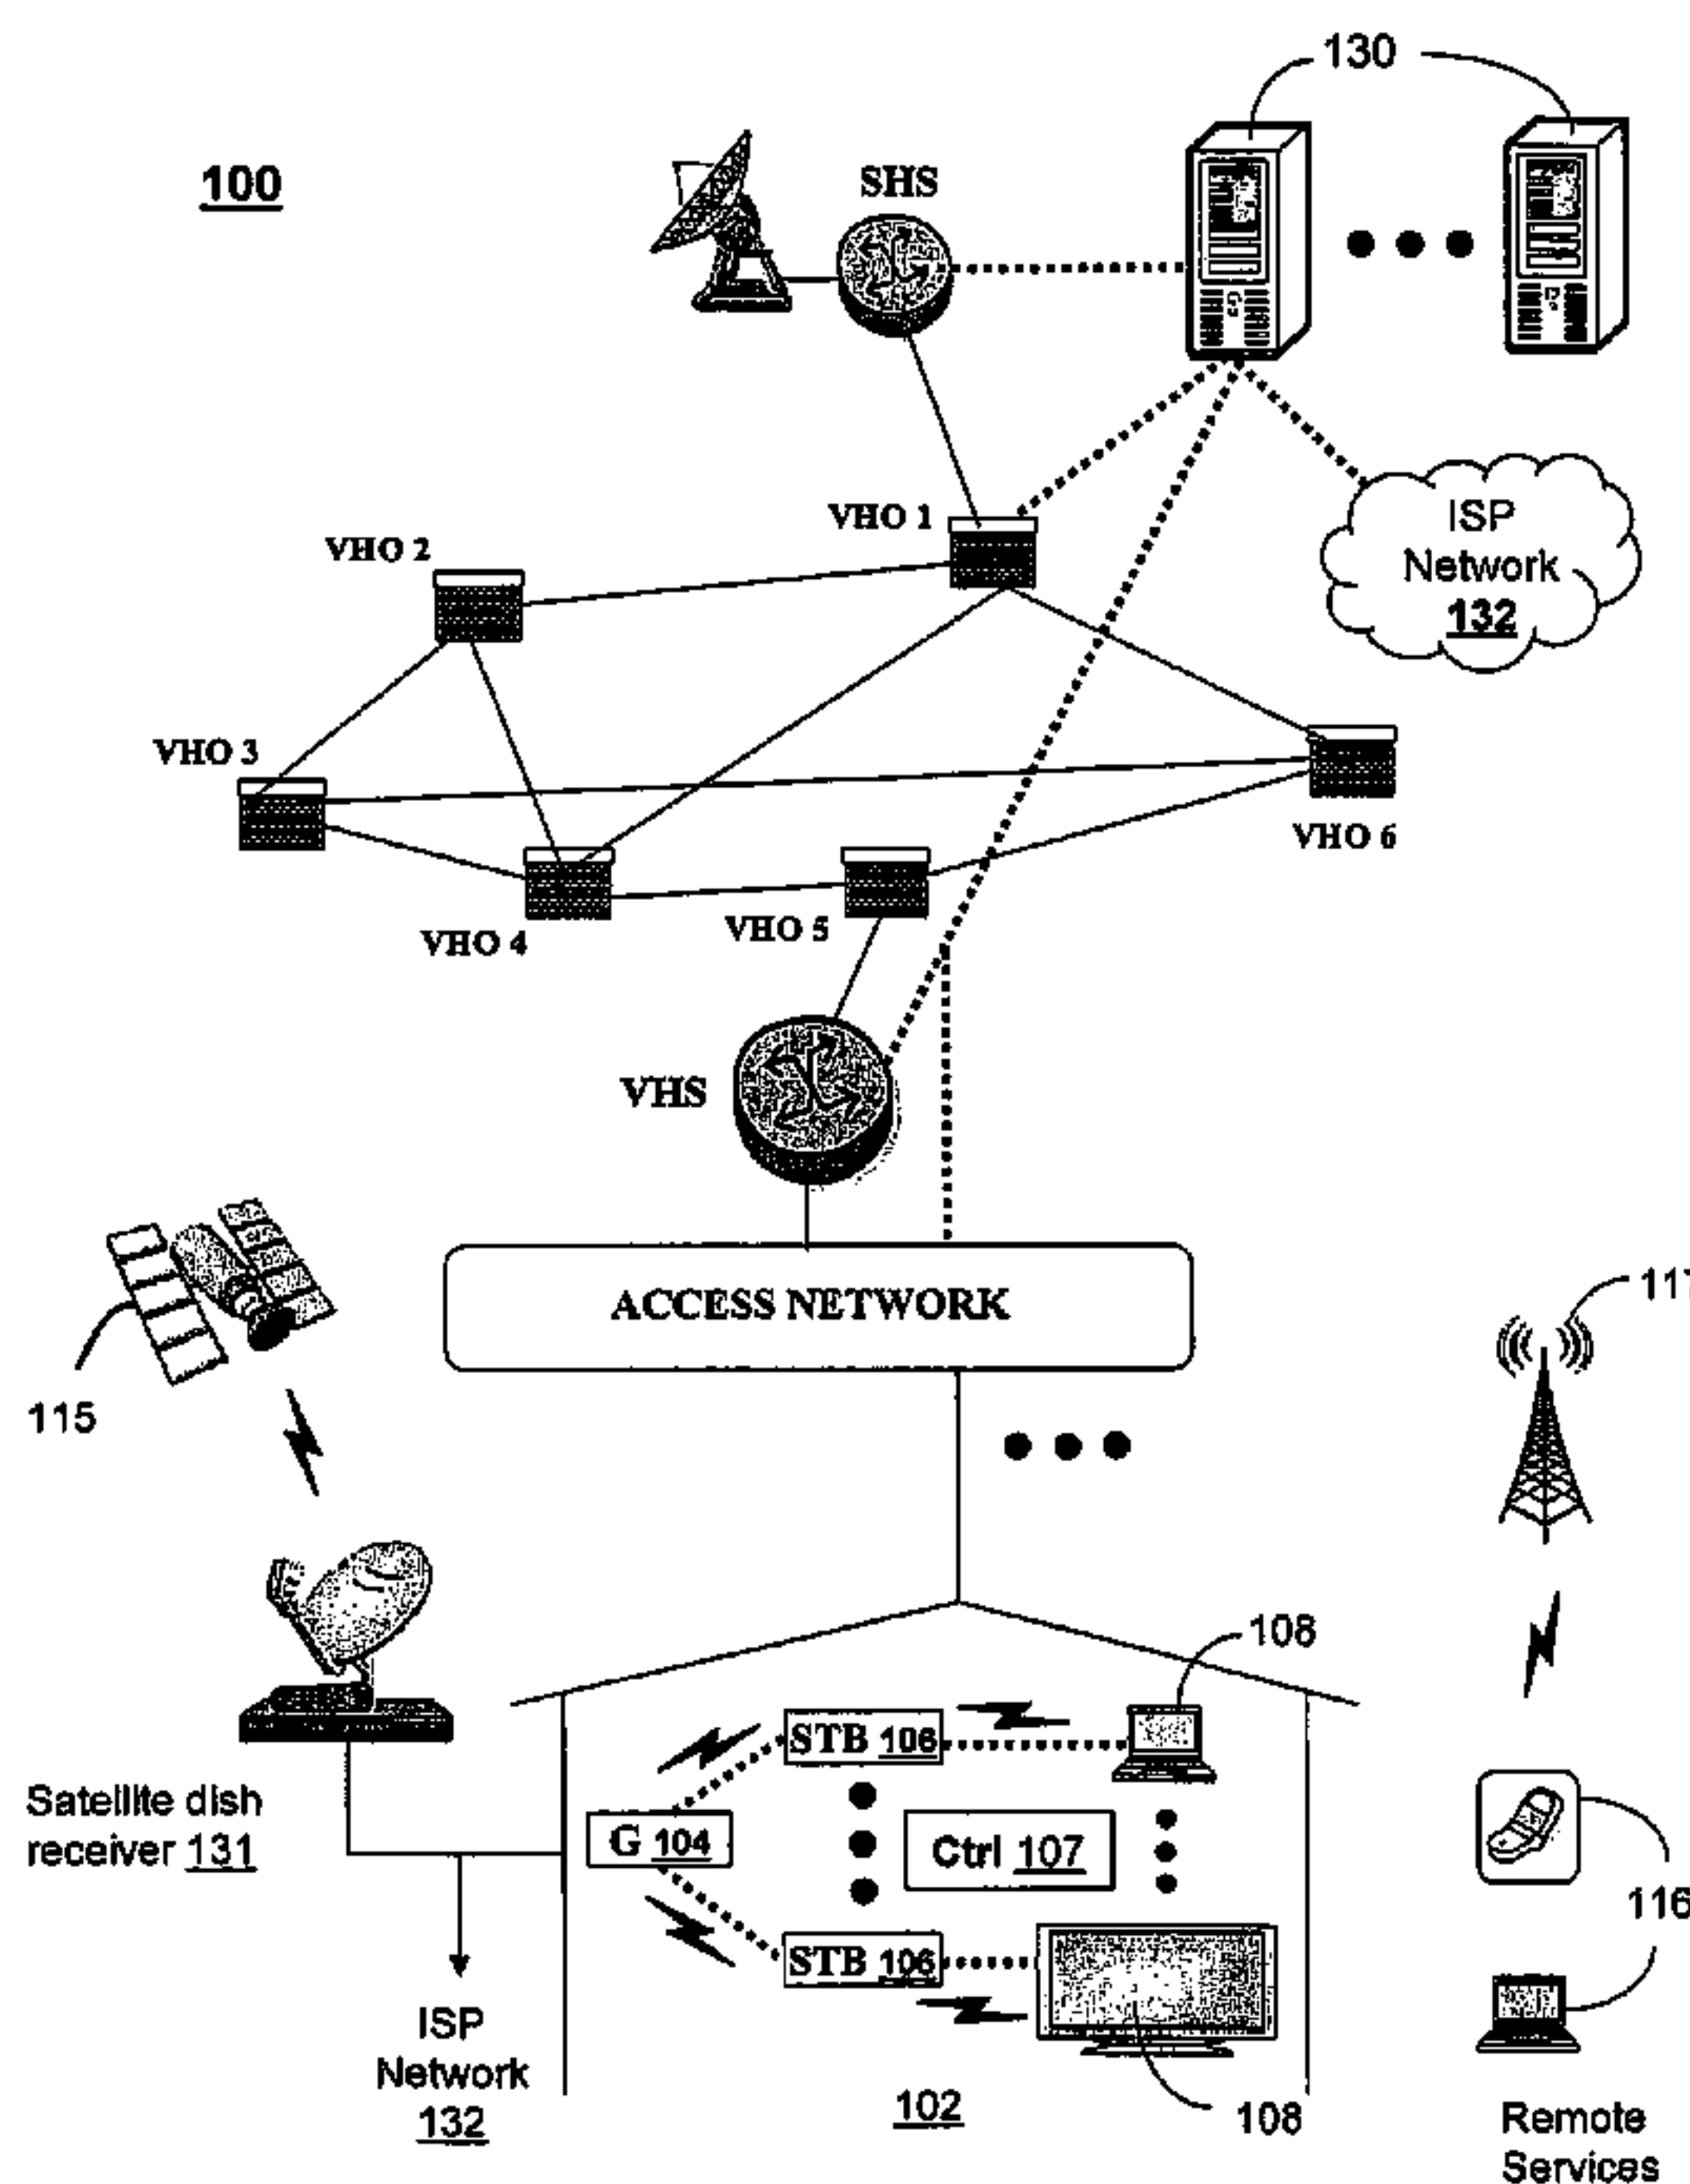 130
100
SHS
ISP
Network
132
VHO 1
VHO 2
VHO 3
VHO 6
VHO 4
VHO 5
VHS
ACCESS NETWORK
117
115
108
STB 106
Satellite dish
receiver 131
G 104
Ctrl 107
116
STB 106
ISP
Network
132
102
108
Remote
Services